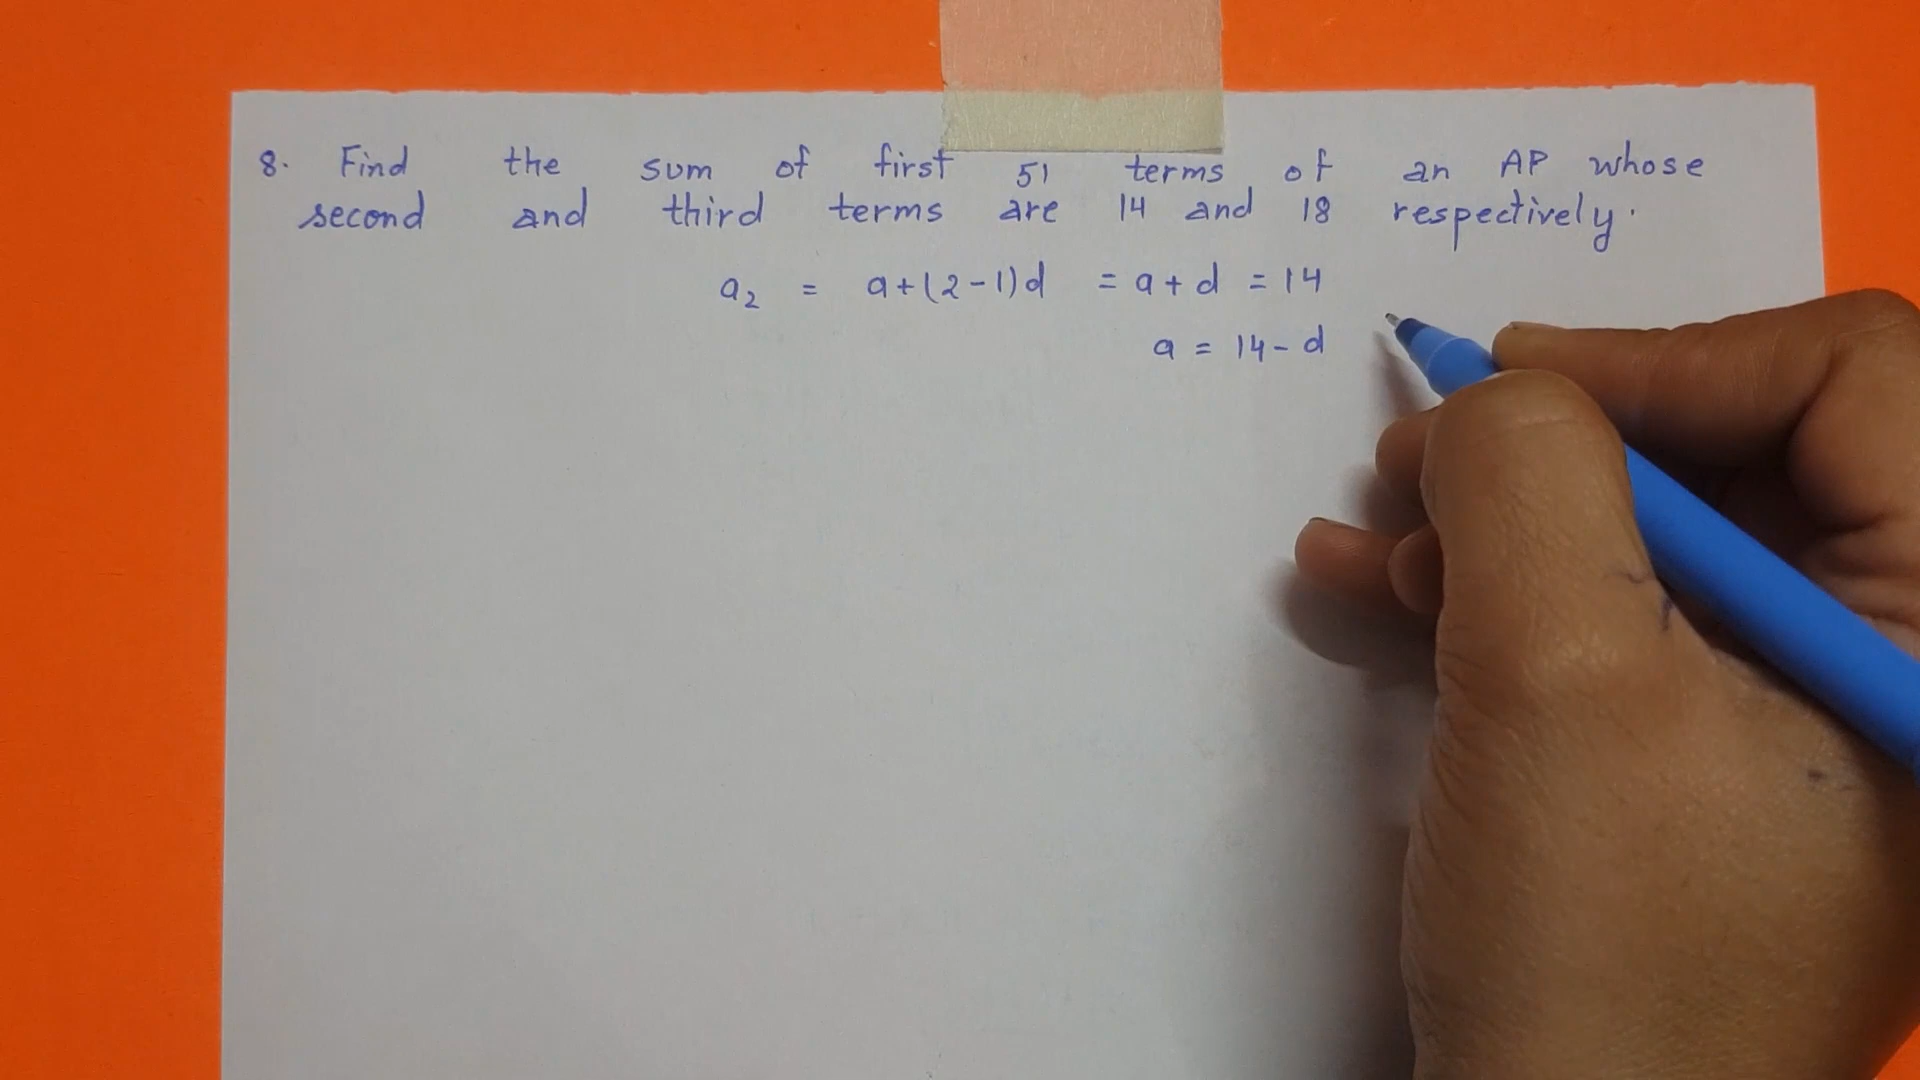 8. Find the sum of first 51 terms of an AP whose
second and third terms are 14 and 18 respectively.
a₂ = a+(2-1)d = a+d = 14
a = 14-d